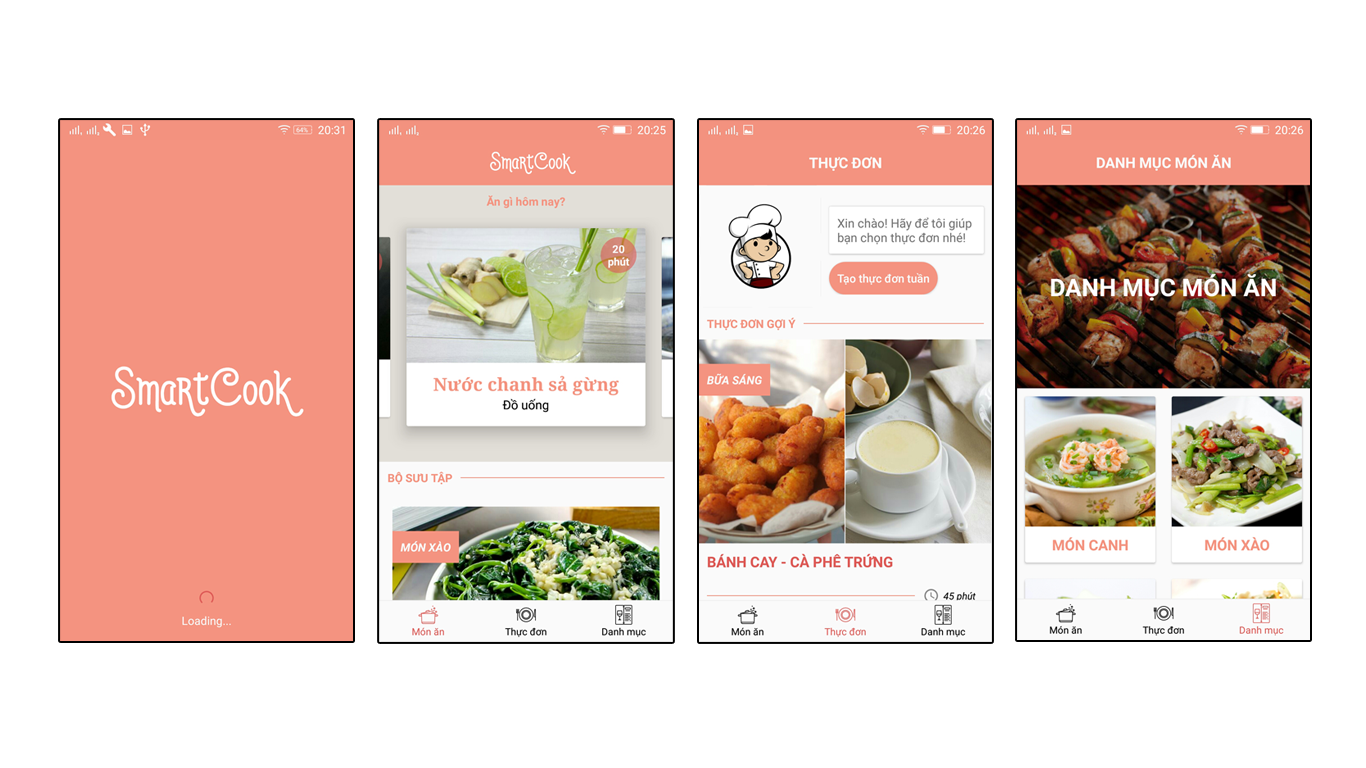 20:31
64%
SmartCook
Loading...
20:25
SmartCook
Ăn gì hôm nay?
20
phút
Nước chanh sả gừng
Đồ uống
BỘ SƯU TẬP
MÓN XÀO
Món ăn
Thực đơn
Danh mục
20:26
THỰC ĐƠN
Xin chào! Hãy để tôi giúp
bạn chọn thực đơn nhé!
Tạo thực đơn tuần
THỰC ĐƠN GỢI Ý
BỮA SÁNG
BÁNH CAY - CÀ PHÊ TRỨNG
45 phút
Món ăn
Thực đơn
Danh mục
20:26
DANH MỤC MÓN ĂN
DANH MỤC MÓN ĂN
MÓN CANH
MÓN XÀO
Món ăn
Thực đơn
Danh mục